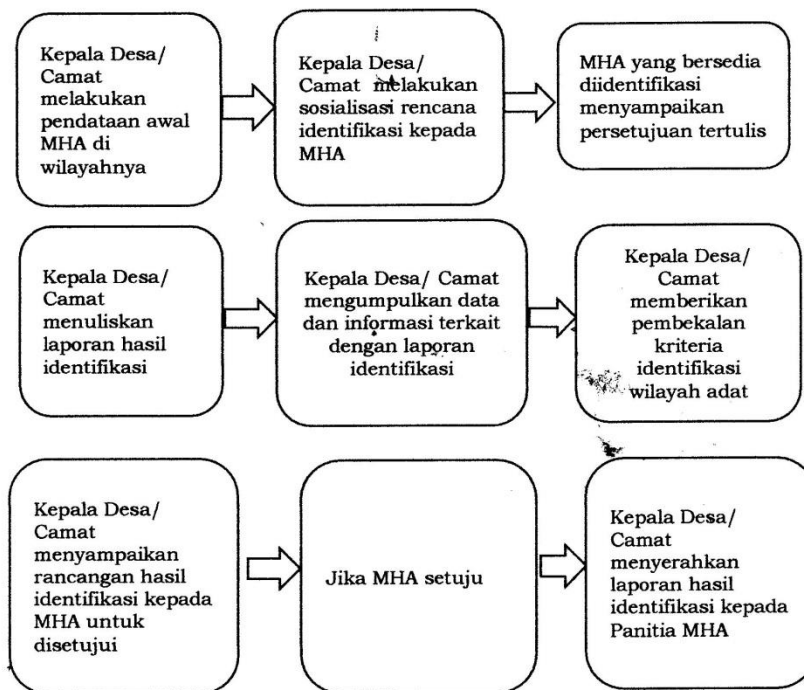 Kepala Desa/
Camat
melakukan
pendataan awal
MHA di
wilayahnya
Kepala Desa/
Camat melakukan
sosialisasi rencana
identifikasi kepada
MHA
MHA yang bersedia
diidentifikasi
menyampaikan
persetujuan tertulis
Kepala Desa/
Camat
menuliskan
laporan hasil
identifikasi
Kepala Desa/ Camat
mengumpulkan data
dan informasi terkait
dengan laporan
identifikasi
Kepala Desa/
Camat
memberikan
pembekalan
kriteria
identifikasi
wilayah adat
Kepala Desa/
Camat
menyampaikan
rancangan hasil
identifikasi kepada
MHA untuk
disetujui
Jika MHA setuju
Kepala Desa/
Camat
menyerahkan
laporan hasil
identifikasi kepada
Panitia MHA